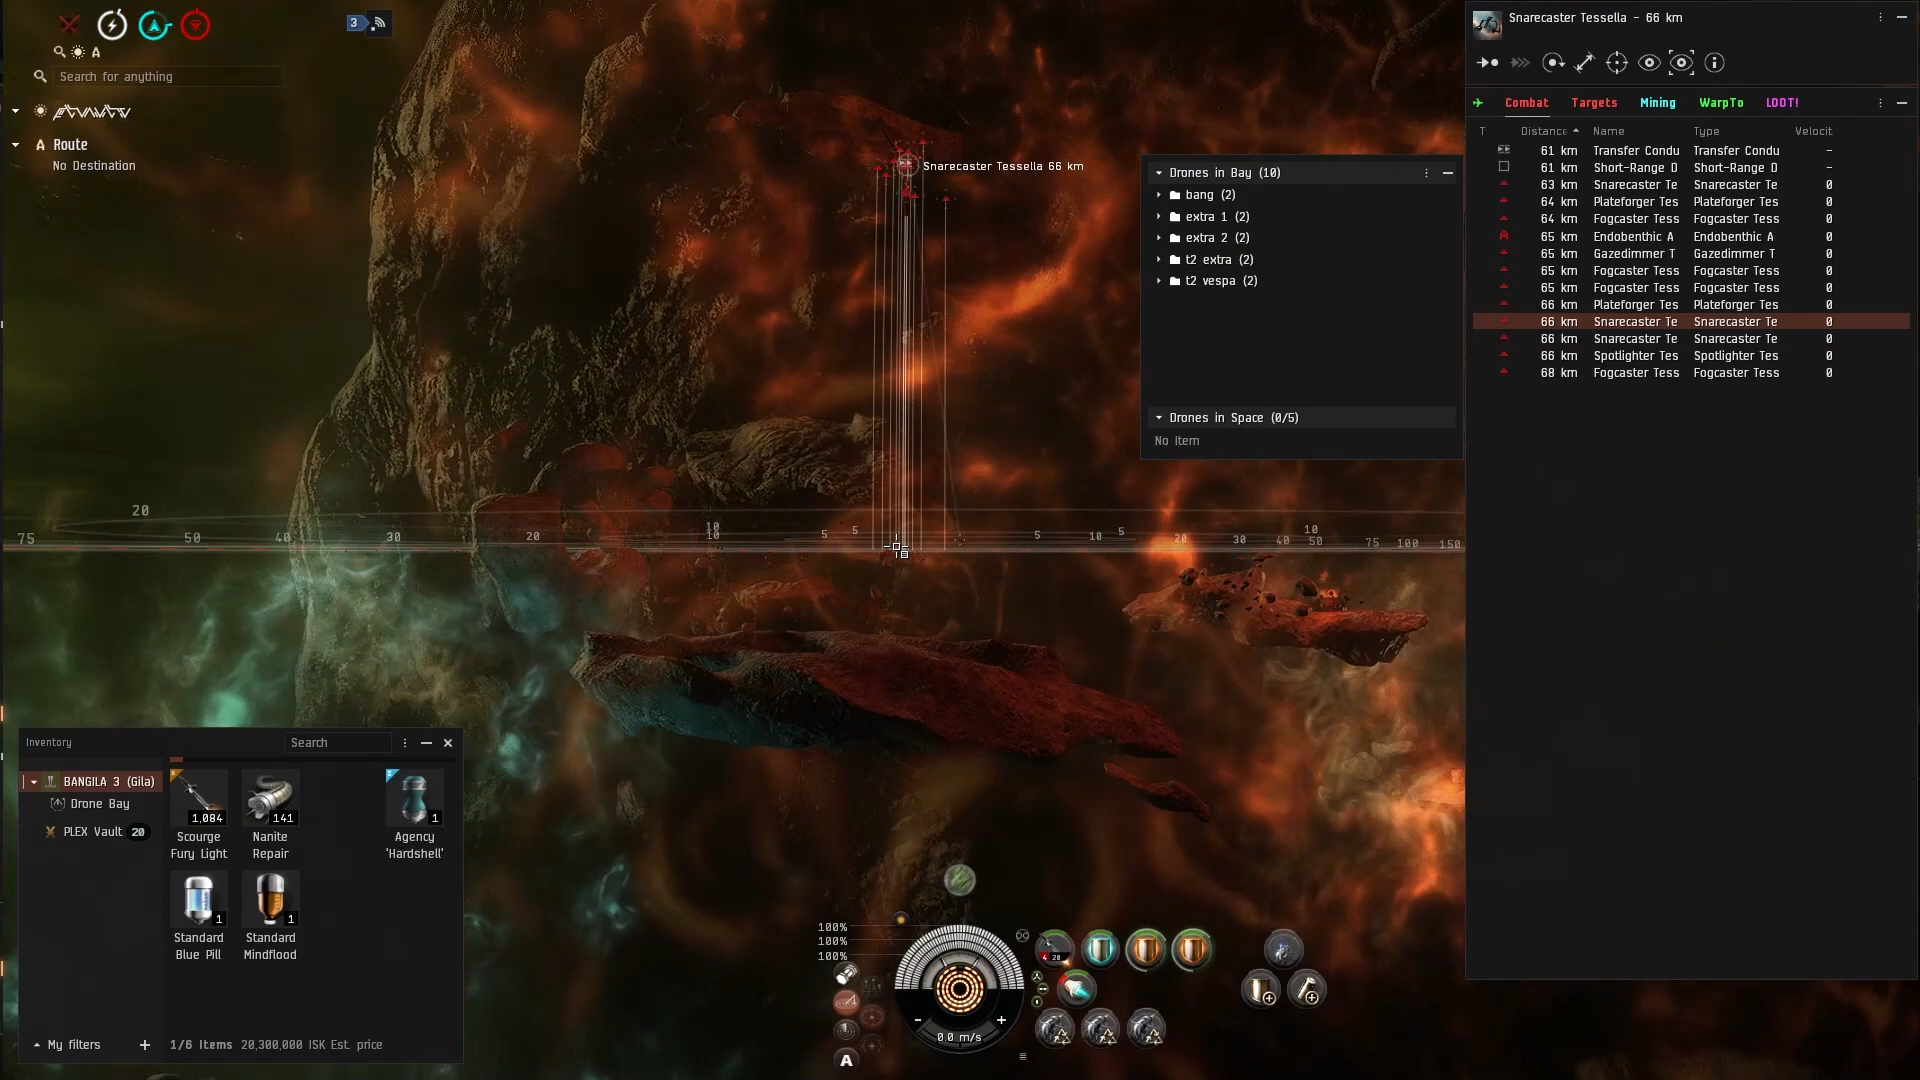 3
A
Search for anything
A Route
No Destination
Snarecaster Tessella 66 km
Drones in Bay (10)
bang (2)
extra 1 (2)
extra 2 (2)
t2 extra (2)
t2 vespa (2)
Drones in Space (0/5)
No Item
Snarecaster Tessella - 66 km
Combat Targets Mining WarpTo LOOT!
T Distanc Name Type Velocit
61 km Transfer Condu Transfer Condu -
61 km Short-Range D Short-Range D -
63 km Snarecaster Te Snarecaster Te 0
64 km Plateforger Tes Plateforger Tes 0
64 km Fogcaster Tess Fogcaster Tess 0
65 km Endobenthic A Endobenthic A 0
65 km Gazedimmer T Gazedimmer T 0
65 km Fogcaster Tess Fogcaster Tess 0
65 km Fogcaster Tess Fogcaster Tess 0
66 km Plateforger Tes Plateforger Tes 0
66 km Snarecaster Te Snarecaster Te 0
66 km Snarecaster Te Snarecaster Te 0
66 km Spotlighter Tes Spotlighter Tes 0
68 km Fogcaster Tess Fogcaster Tess 0
20
75 50 40 30 20 10 10 5 5 5 10 5 20 30 10 40 50 75 100 150
Inventory Search
BANGILA 3 (Gila)
Drone Bay
PLEX Vault 20
1,084 141 1
Scourge Fury Light
Nanite Repair
Agency 'Hardshell'
1 1
Standard Blue Pill
Standard Mindflood
My filters + 1/6 Items 20,300,000 ISK Est. price
100%
100%
100%
4 28
- +
0.0 m/s
A